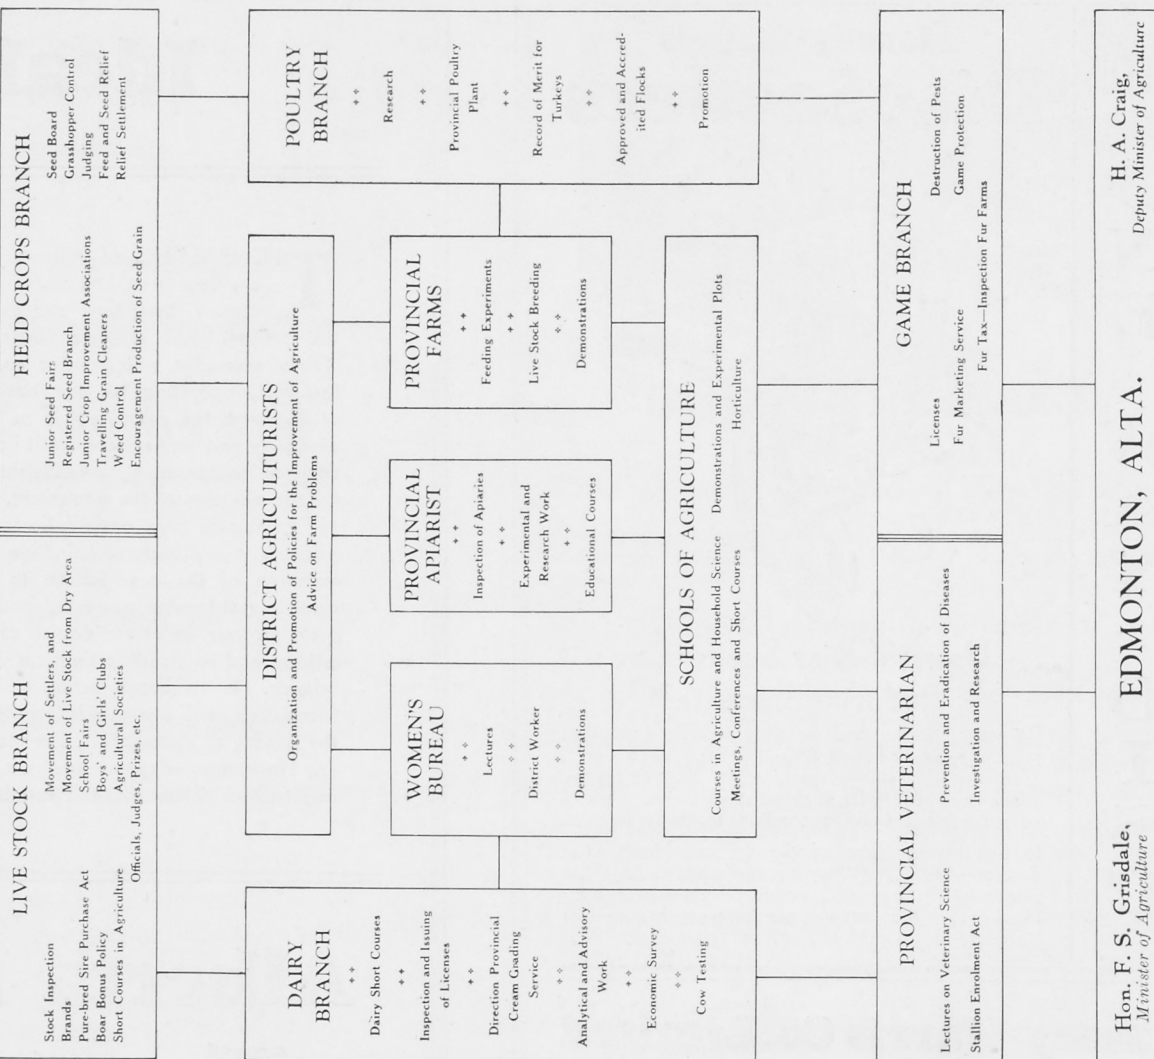 LIVE STOCK BRANCH
Stock Inspection
Brands
Pure-bred Sire Purchase Act
Boar Bonus Policy
Short Courses in Agriculture
Movement of Settlers, and
Movement of Live Stock from Dry Area
School Fairs
Boys' and Girls' Clubs
Agricultural Societies
Officials, Judges, Prizes, etc.
FIELD CROPS BRANCH
Junior Seed Fairs
Registered Seed Branch
Junior Crop Improvement Associations
Travelling Grain Cleaners
Weed Control
Encouragement Production of Seed Grain
Seed Board
Grasshopper Control
Judging
Feed and Seed Relief
Relief Settlement
DAIRY
BRANCH
Dairy Short Courses
Inspection and Issuing
of Licenses
Direction Provincial
Cream Grading
Service
Analytical and Advisory
Work
Economic Survey
Cow Testing
DISTRICT AGRICULTURISTS
Organization and Promotion of Policies for the Improvement of Agriculture
Advice on Farm Problems
WOMEN'S
BUREAU
Lectures
District Worker
Demonstrations
PROVINCIAL
APIARIST
Inspection of Apiaries
Experimental and
Research Work
Educational Courses
PROVINCIAL
FARMS
Feeding Experiments
Live Stock Breeding
Demonstrations
SCHOOLS OF AGRICULTURE
Courses in Agriculture and Household Science
Demonstrations and Experimental Plots
Meetings, Conferences and Short Courses
Horticulture
POULTRY
BRANCH
Research
Provincial Poultry
Plant
Record of Merit for
Turkeys
Approved and Accred-
ited Flocks
Promotion
PROVINCIAL VETERINARIAN
Lectures on Veterinary Science
Prevention and Eradication of Diseases
Stallion Enrolment Act
Investigation and Research
GAME BRANCH
Licenses
Destruction of Pests
Fur Marketing Service
Game Protection
Fur Tax—Inspection Fur Farms
Hon. F. S. Grisdale,
Minister of Agriculture
EDMONTON, ALTA.
H. A. Craig,
Deputy Minister of Agriculture